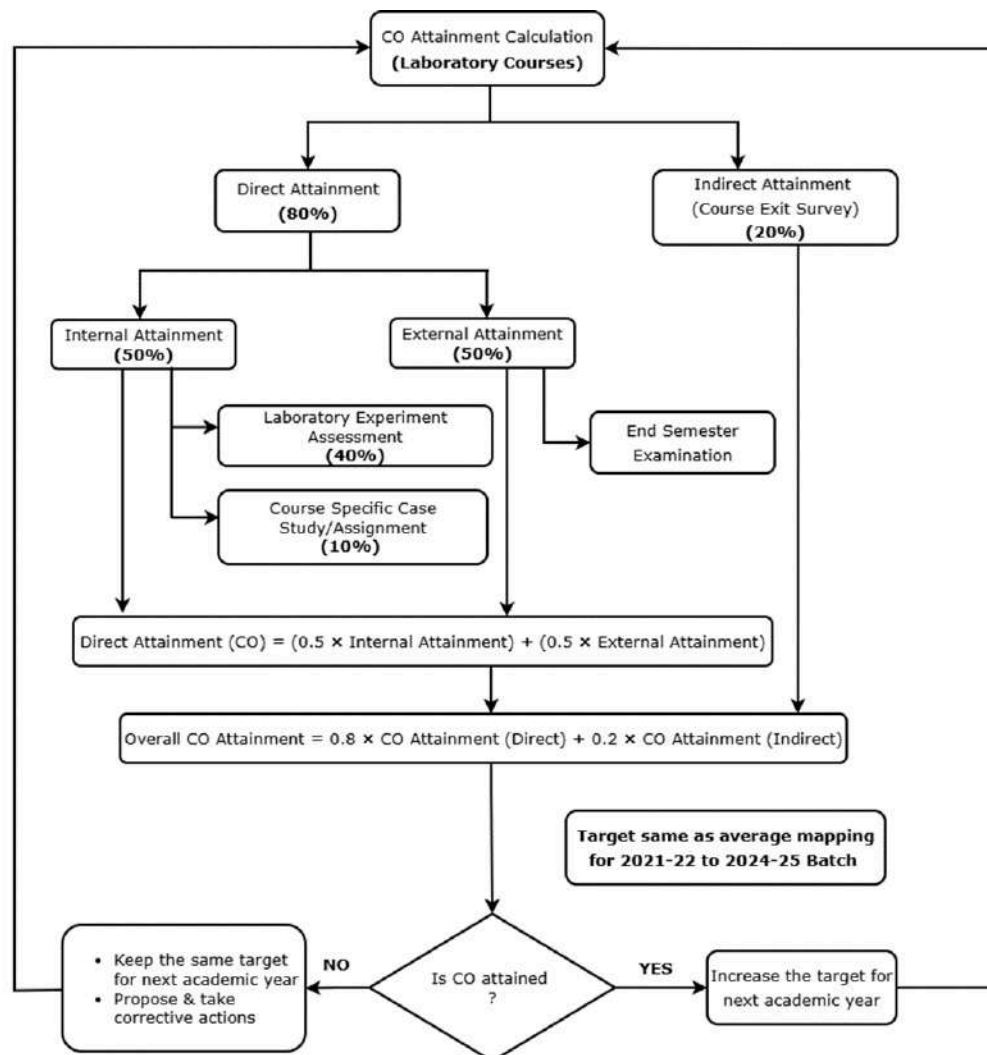 CO Attainment Calculation
(Laboratory Courses)
Direct Attainment
(80%)
Indirect Attainment
(Course Exit Survey)
(20%)
Internal Attainment
(50%)
External Attainment
(50%)
Laboratory Experiment
Assessment
(40%)
End Semester
Examination
Course Specific Case
Study/Assignment
(10%)
Direct Attainment (CO) = (0.5 × Internal Attainment) + (0.5 × External Attainment)
Overall CO Attainment = 0.8 × CO Attainment (Direct) + 0.2 × CO Attainment (Indirect)
Target same as average mapping
for 2021-22 to 2024-25 Batch
• Keep the same target
for next academic year
• Propose & take
corrective actions
NO
Is CO attained
?
YES
Increase the target for
next academic year